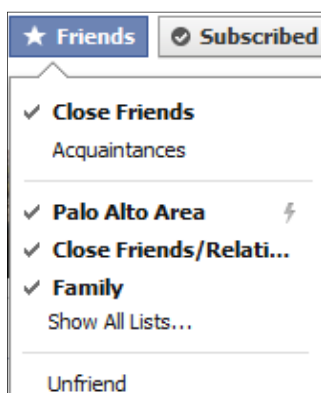 Friends Subscribed
Close Friends
Acquaintances
Palo Alto Area
Close Friends/Relati...
Family
Show All Lists...
Unfriend